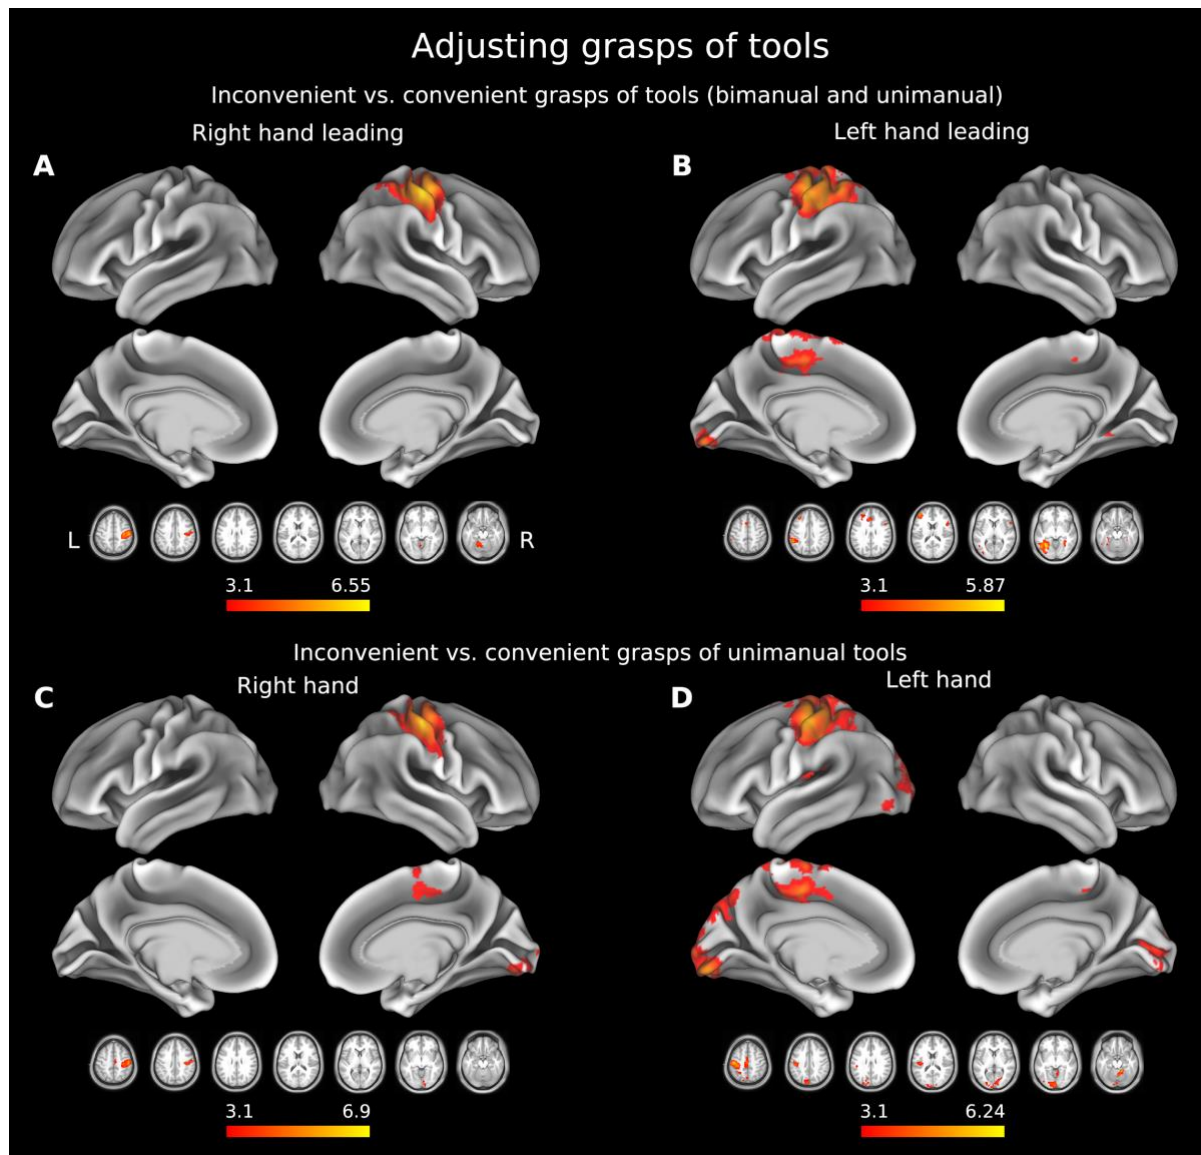 Adjusting grasps of tools
Inconvenient vs. convenient grasps of tools (bimanual and unimanual)
Right hand leading
Left hand leading
A
B
L
R
3.1 6.55
3.1 5.87
Inconvenient vs. convenient grasps of unimanual tools
Right hand
Left hand
C
D
3.1 6.9
3.1 6.24